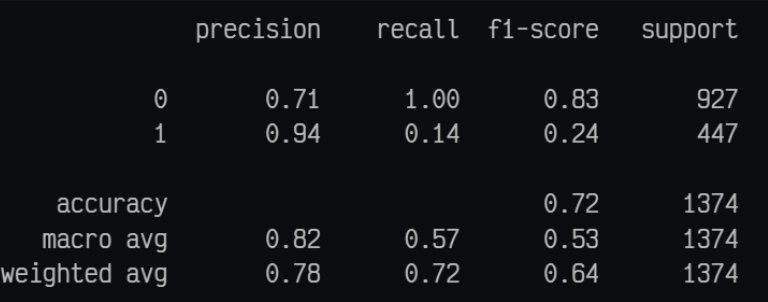 precision recall f1-score support
0 0.71 1.00 0.83 927
1 0.94 0.14 0.24 447
accuracy 0.72 1374
macro avg 0.82 0.57 0.53 1374
weighted avg 0.78 0.72 0.64 1374